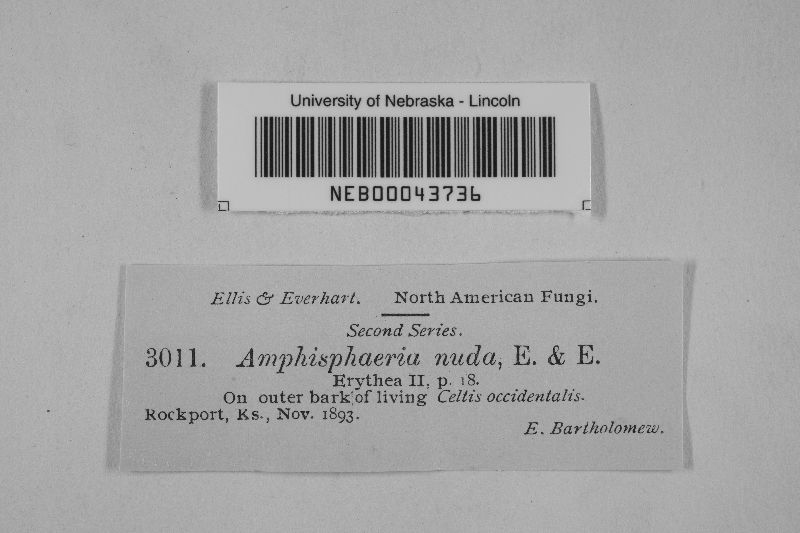 University of Nebraska - Lincoln
NEB00043736
Ellis & Everhart. North American Fungi.
Second Series.
3011. Amphisphaeria nuda, E. & E.
Erythea II, p. 18.
On outer bark of living Celtis occidentalis.
Rockport, Ks., Nov. 1893.
E. Bartholomew.